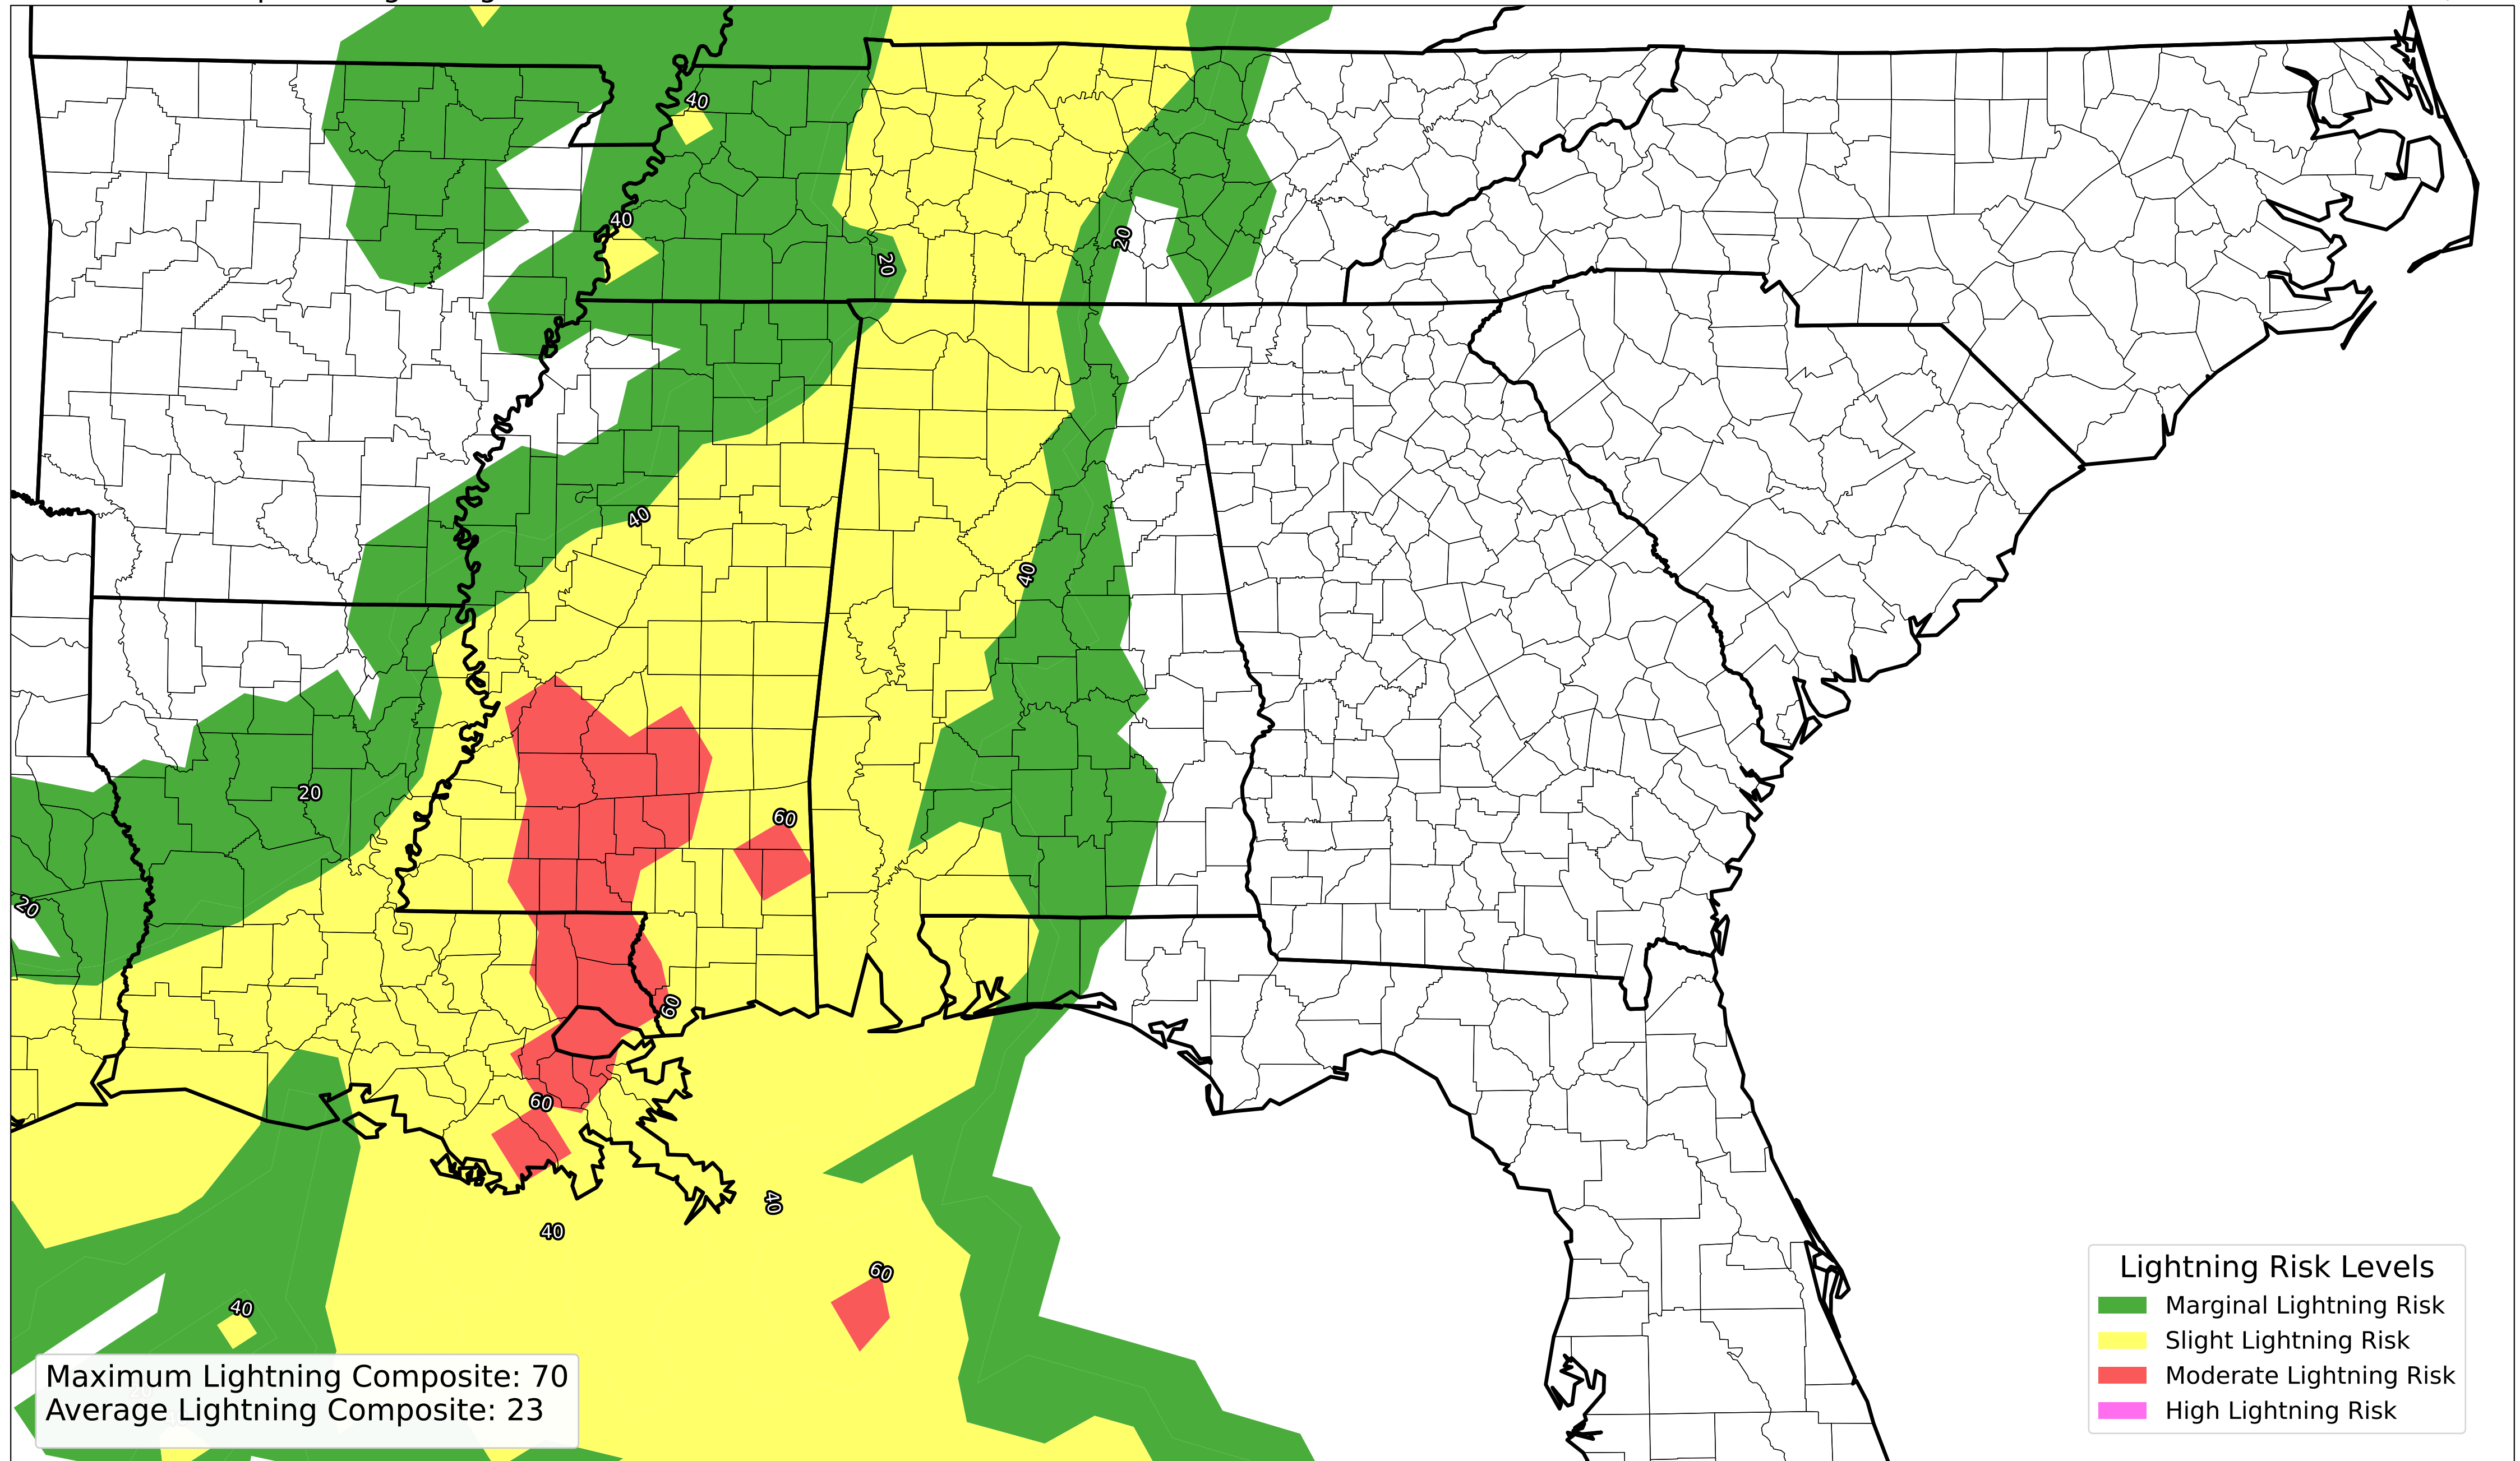 40
40
20
20
40
40
20
60
20
60
60
40
40
60
40
Lightning Risk Levels
Marginal Lightning Risk
Slight Lightning Risk
Moderate Lightning Risk
High Lightning Risk
Maximum Lightning Composite: 70
Average Lightning Composite: 23